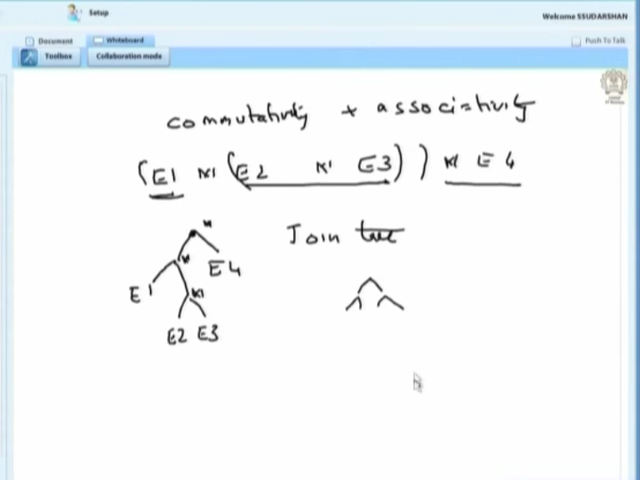 Setup
Welcome SSUDARSHAN
Document Whiteboard
Push To Talk
Toolbox Collaboration mode
commutativity + associativity
(E1 ⋈ (E2 ⋈ E3)) ⋈ E4
Join tree
E1 E4
E2 E3